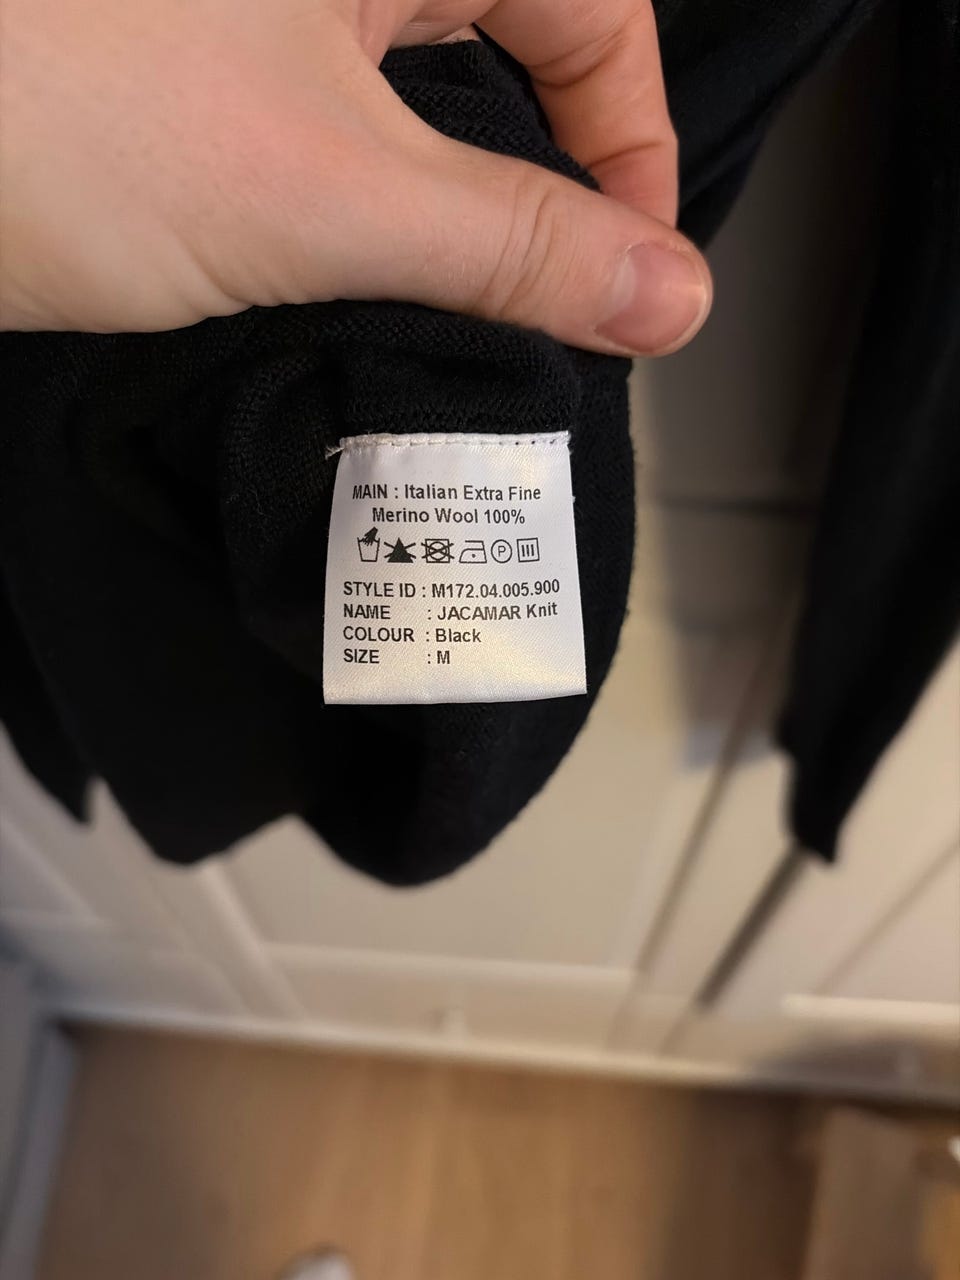 MAIN : Italian Extra Fine
Merino Wool 100%
P
STYLE ID : M172.04.005.900
NAME : JACAMAR Knit
COLOUR : Black
SIZE : M